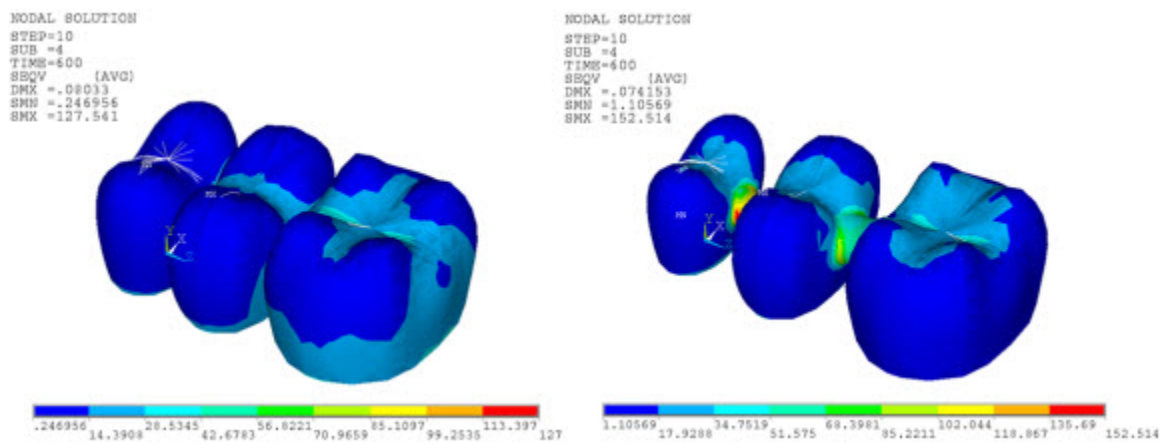 NODAL SOLUTION
STEP=10
SUB =4
TIME=600
SEQV (AVG)
DMX =.08033
SMN =.246956
SMX =127.541
MX
Y
X
Z
.246956 14.3908 28.5345 42.6783 56.8221 70.9659 85.1097 99.2535 113.397 127
NODAL SOLUTION
STEP=10
SUB =4
TIME=600
SEQV (AVG)
DMX =.074153
SMN =1.10569
SMX =152.514
MN
Y
X
Z
1.10569 17.9288 34.7519 51.575 68.3981 85.2211 102.044 118.867 135.69 152.514